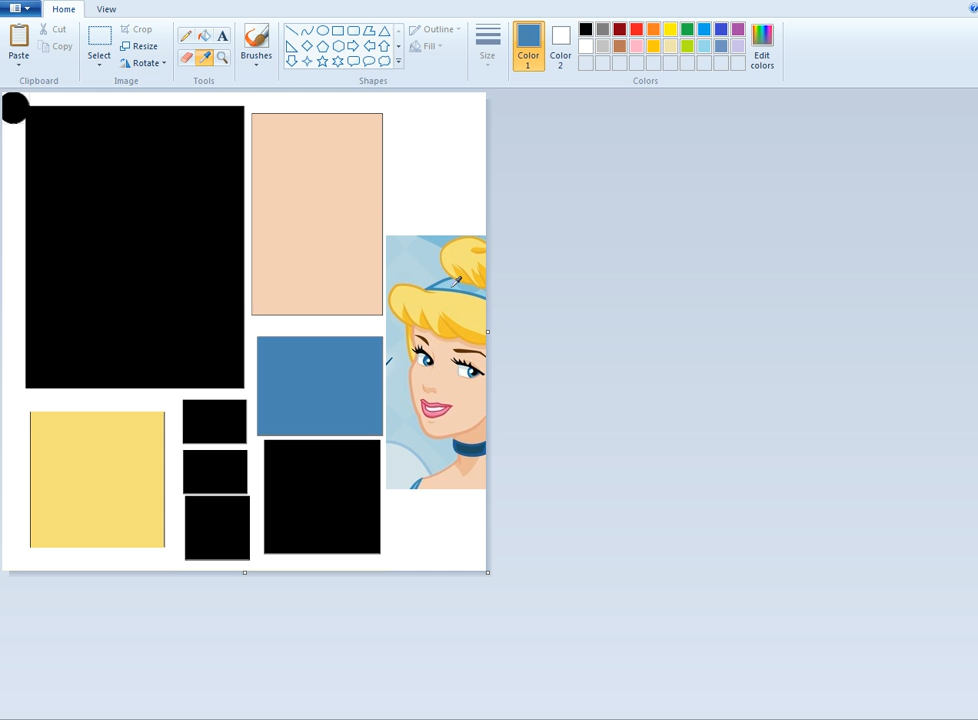 Home View
Paste
Cut
Copy
Clipboard
Select
Crop
Resize
Rotate
Image
A
Tools
Brushes
Outline
Fill
Shapes
Size
Color
1
Color
2
Edit
colors
Colors